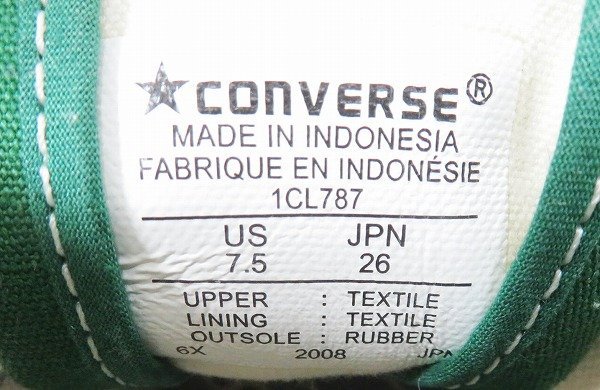 CONVERSE®
MADE IN INDONESIA
FABRIQUE EN INDONÉSIE
1CL787
US JPN
7.5 26
UPPER : TEXTILE
LINING : TEXTILE
OUTSOLE : RUBBER
6X 2008 JPN